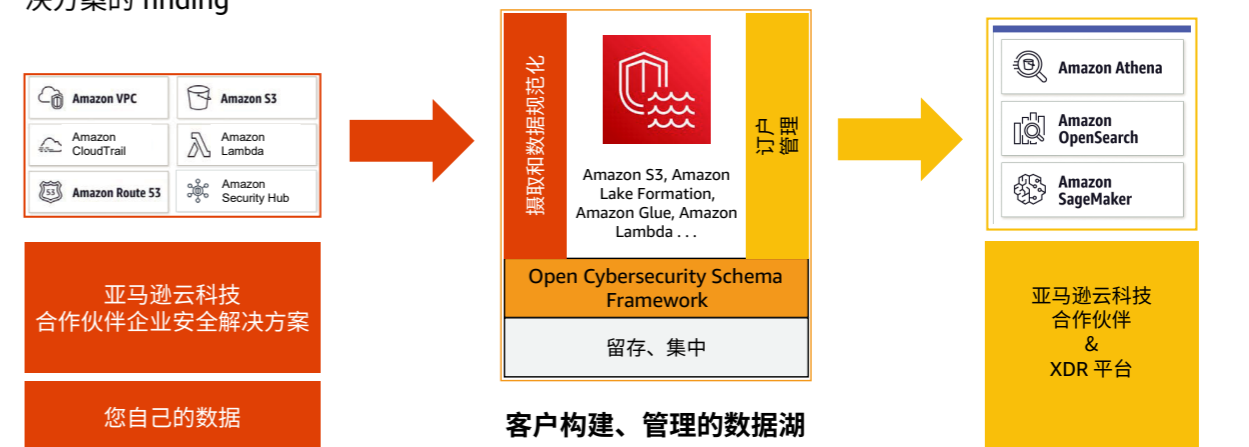 决方案的 finding
Amazon VPC
Amazon S3
Amazon
CloudTrail
Amazon
Lambda
53
Amazon Route 53
Amazon
Security Hub
亚马逊云科技
合作伙伴企业安全解决方案
您自己的数据
摄取和数据规范化
Amazon S3, Amazon
Lake Formation,
Amazon Glue, Amazon
Lambda . . .
订户
管理
Open Cybersecurity Schema
Framework
留存、集中
客户构建、管理的数据湖
Amazon Athena
Amazon
OpenSearch
Amazon
SageMaker
亚马逊云科技
合作伙伴
&
XDR 平台